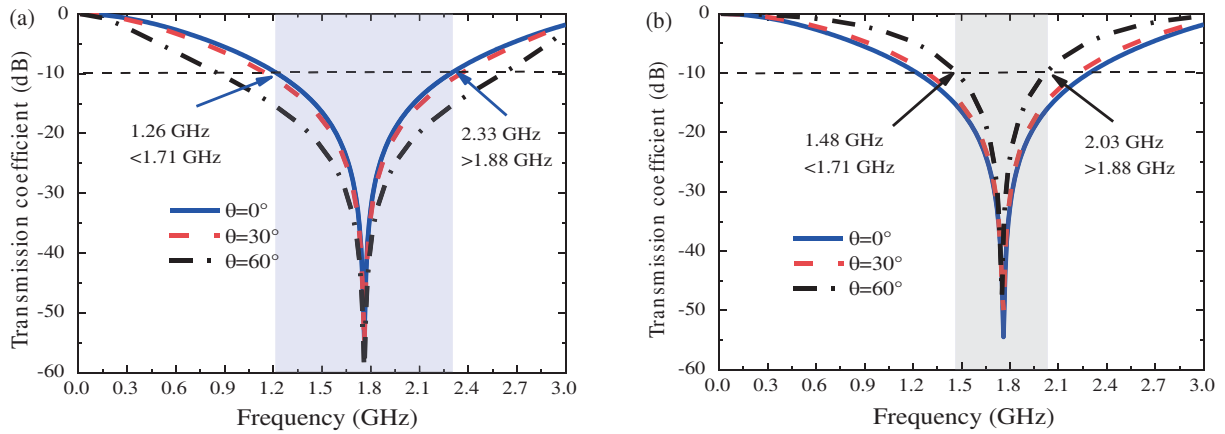 (a)
0
-10
-20
-30
-40
-50
-60
Transmission coefficient (dB)
1.26 GHz
<1.71 GHz
2.33 GHz
>1.88 GHz
θ=0°
θ=30°
θ=60°
0.0 0.3 0.6 0.9 1.2 1.5 1.8 2.1 2.4 2.7 3.0
Frequency (GHz)
(b)
0
-10
-20
-30
-40
-50
-60
Transmission coefficient (dB)
1.48 GHz
<1.71 GHz
2.03 GHz
>1.88 GHz
θ=0°
θ=30°
θ=60°
0.0 0.3 0.6 0.9 1.2 1.5 1.8 2.1 2.4 2.7 3.0
Frequency (GHz)